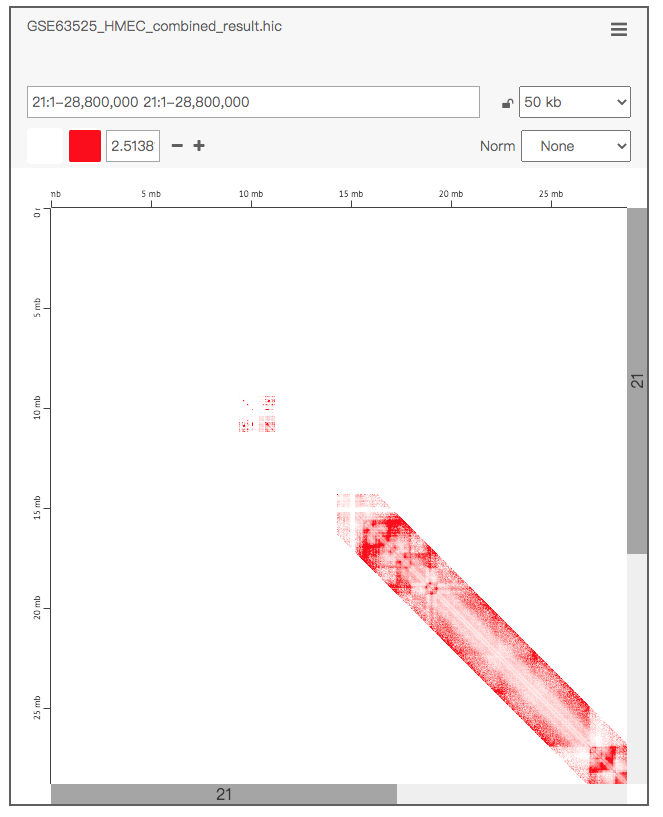 GSE63525_HMEC_combined_result.hic
21:1–28,800,000 21:1–28,800,000
50 kb
2.5138
Norm
None
mb 5 mb 10 mb 15 mb 20 mb 25 mb
0
5 mb
10 mb
15 mb
20 mb
25 mb
21
21